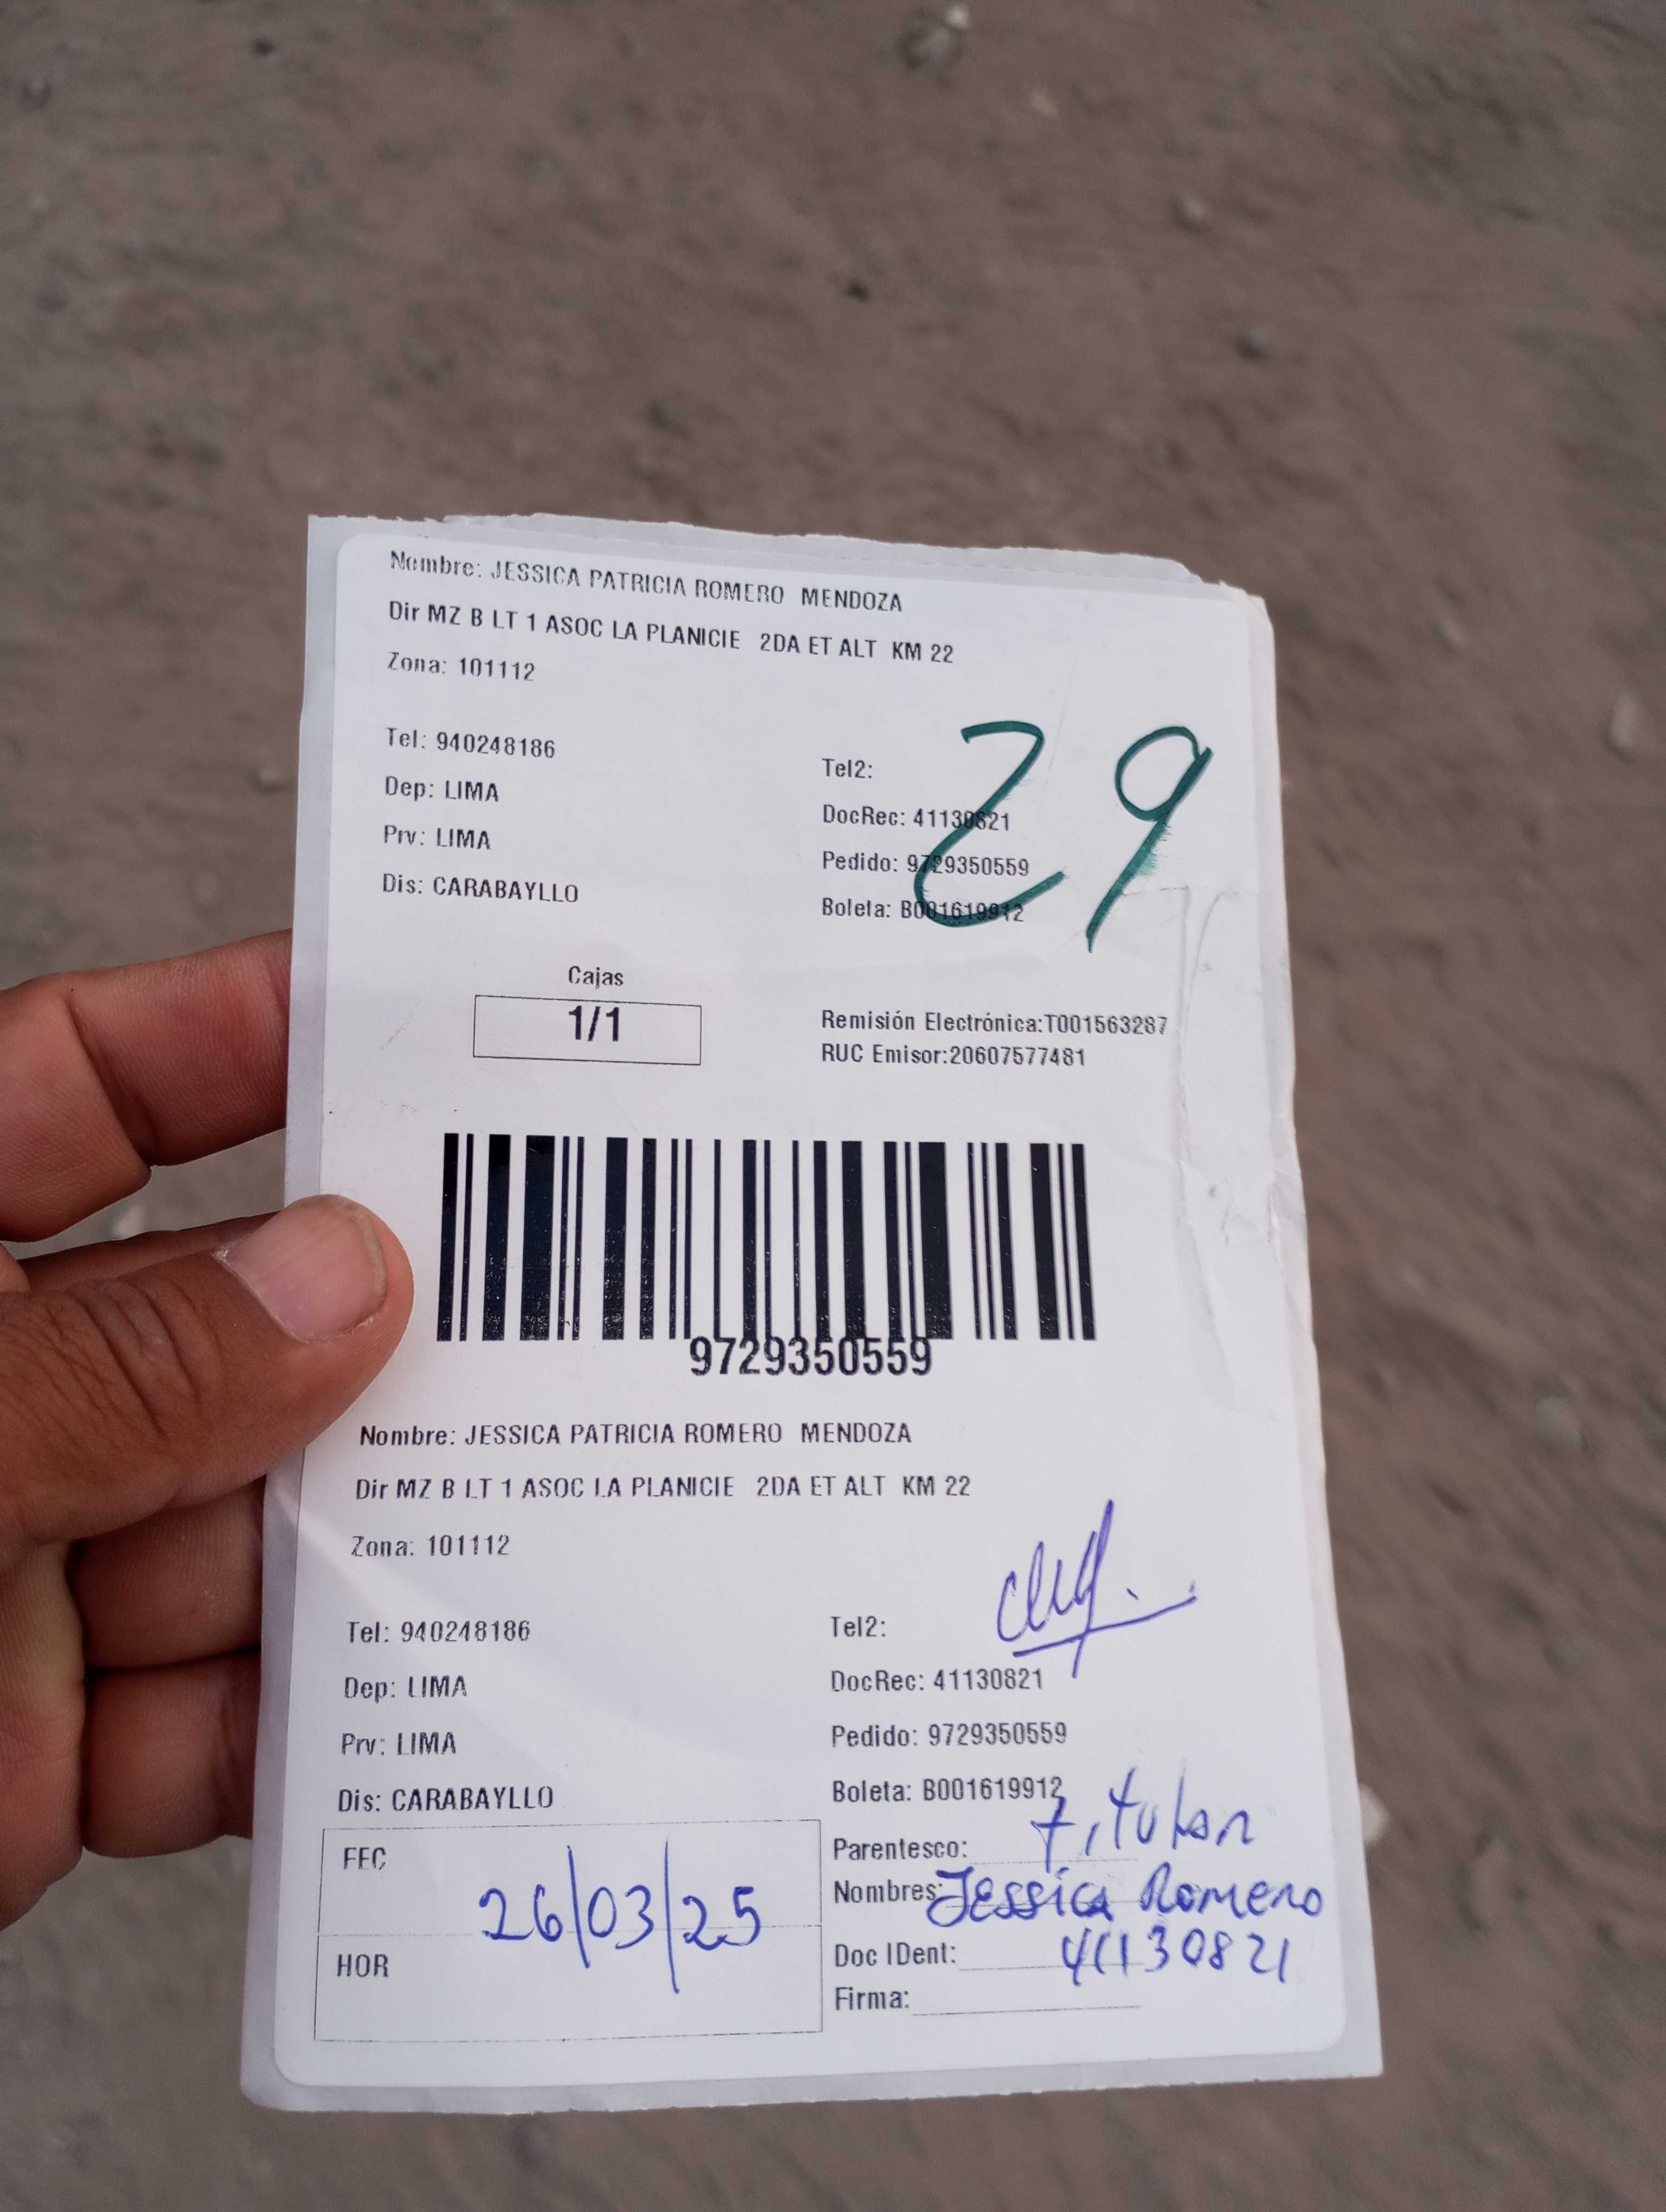 Nombre: JESSICA PATRICIA ROMERO MENDOZA
Dir MZ B LT 1 ASOC LA PLANICIE 2DA ET ALT KM 22
Zona: 101112
29
Tel: 940248186
Tel2:
Dep: LIMA
DocRec: 41130821
Prv: LIMA
Pedido: 9729350559
Dis: CARABAYLLO
Boleta: B001619912
Cajas
1/1
Remisión Electrónica:T001563287
RUC Emisor:20607577481
9729350559
Nombre: JESSICA PATRICIA ROMERO MENDOZA
Dir MZ B LT 1 ASOC LA PLANICIE 2DA ET ALT KM 22
Zona: 101112
Tel: 940248186
Tel2:
Dep: LIMA
DocRec: 41130821
Prv: LIMA
Pedido: 9729350559
Dis: CARABAYLLO
Boleta: B001619912
FEC 26/03/25
HOR
Parentesco: titular
Nombres: Jessica Romero
Doc IDent: 41130821
Firma: